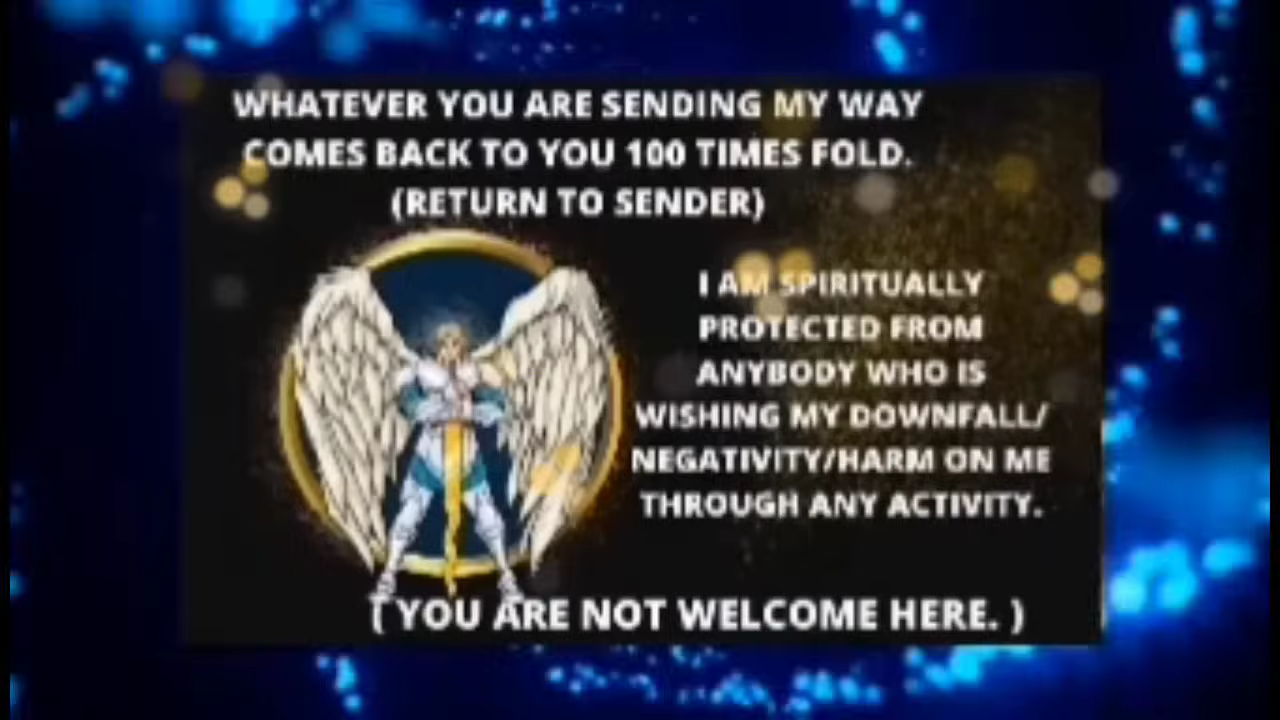 WHATEVER YOU ARE SENDING MY WAY
COMES BACK TO YOU 100 TIMES FOLD.
(RETURN TO SENDER)
I AM SPIRITUALLY
PROTECTED FROM
ANYBODY WHO IS
WISHING MY DOWNFALL/
NEGATIVITY/HARM ON ME
THROUGH ANY ACTIVITY.
( YOU ARE NOT WELCOME HERE. )